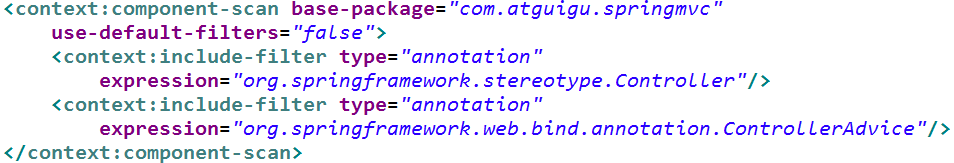 <context:component-scan base-package="com.atguigu.springmvc"
use-default-filters="false">
<context:include-filter type="annotation"
expression="org.springframework.stereotype.Controller"/>
<context:include-filter type="annotation"
expression="org.springframework.web.bind.annotation.ControllerAdvice"/>
</context:component-scan>